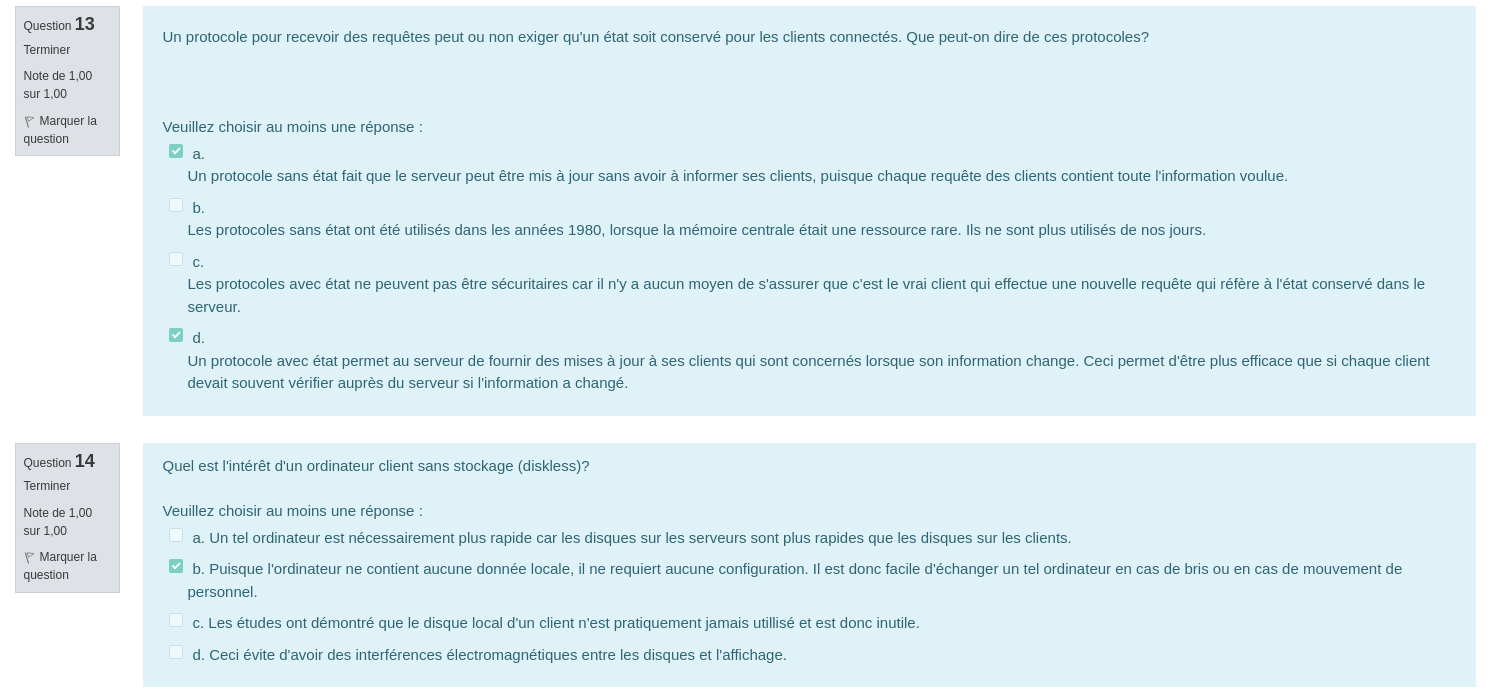 Question 13
Terminer
Note de 1,00
sur 1,00
Marquer la
question
Un protocole pour recevoir des requêtes peut ou non exiger qu'un état soit conservé pour les clients connectés. Que peut-on dire de ces protocoles?
Veuillez choisir au moins une réponse :
a.
Un protocole sans état fait que le serveur peut être mis à jour sans avoir à informer ses clients, puisque chaque requête des clients contient toute l'information voulue.
b.
Les protocoles sans état ont été utilisés dans les années 1980, lorsque la mémoire centrale était une ressource rare. Ils ne sont plus utilisés de nos jours.
c.
Les protocoles avec état ne peuvent pas être sécuritaires car il n'y a aucun moyen de s'assurer que c'est le vrai client qui effectue une nouvelle requête qui réfère à l'état conservé dans le
serveur.
d.
Un protocole avec état permet au serveur de fournir des mises à jour à ses clients qui sont concernés lorsque son information change. Ceci permet d'être plus efficace que si chaque client
devait souvent vérifier auprès du serveur si l'information a changé.
Question 14
Terminer
Note de 1,00
sur 1,00
Marquer la
question
Quel est l'intérêt d'un ordinateur client sans stockage (diskless)?
Veuillez choisir au moins une réponse :
a. Un tel ordinateur est nécessairement plus rapide car les disques sur les serveurs sont plus rapides que les disques sur les clients.
b. Puisque l'ordinateur ne contient aucune donnée locale, il ne requiert aucune configuration. Il est donc facile d'échanger un tel ordinateur en cas de bris ou en cas de mouvement de
personnel.
c. Les études ont démontré que le disque local d'un client n'est pratiquement jamais utillisé et est donc inutile.
d. Ceci évite d'avoir des interférences électromagnétiques entre les disques et l'affichage.